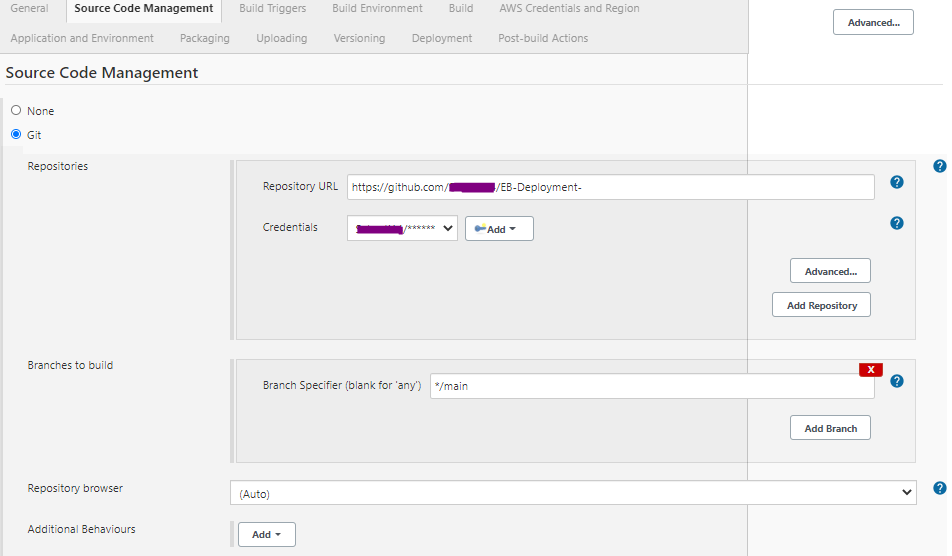 General Source Code Management Build Triggers Build Environment Build AWS Credentials and Region
Advanced...
Application and Environment Packaging Uploading Versioning Deployment Post-build Actions
Source Code Management
None
Git
Repositories
?
Repository URL https://github.com/ /EB-Deployment-
?
Credentials /****** Add
?
Advanced...
Add Repository
Branches to build
X
Branch Specifier (blank for 'any') */main
?
Add Branch
Repository browser (Auto)
?
Additional Behaviours Add